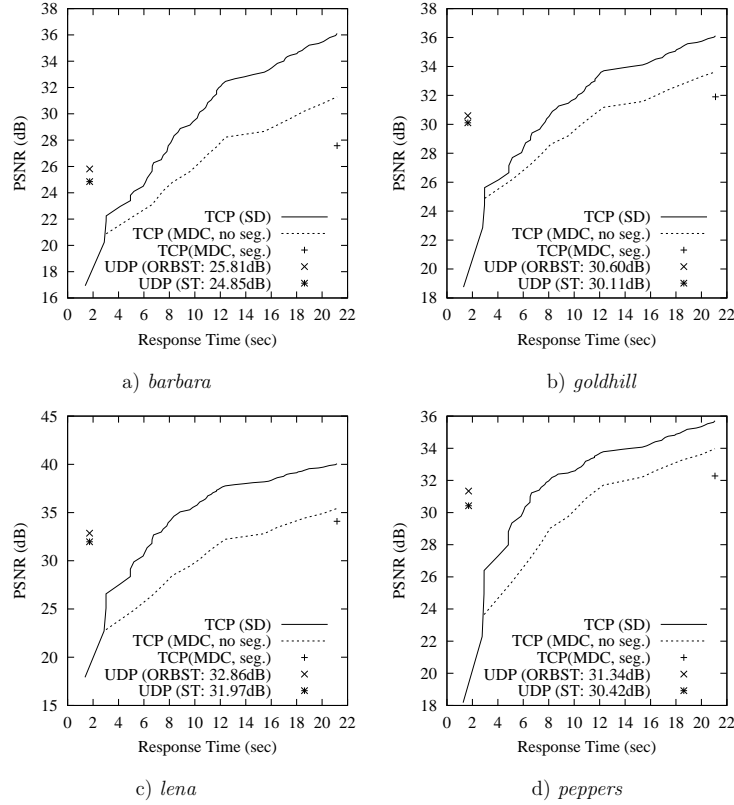 36
34
32
30
28
26
24
22
20
18
16
PSNR (dB)
TCP (SD)
TCP (MDC, no seg.)
TCP(MDC, seg.)
UDP (ORBST: 25.81dB)
UDP (ST: 24.85dB)
0 2 4 6 8 10 12 14 16 18 20 22
Response Time (sec)
a) barbara
38
36
34
32
30
28
26
24
22
20
18
PSNR (dB)
TCP (SD)
TCP (MDC, no seg.)
TCP(MDC, seg.)
UDP (ORBST: 30.60dB)
UDP (ST: 30.11dB)
0 2 4 6 8 10 12 14 16 18 20 22
Response Time (sec)
b) goldhill
45
40
35
30
25
20
15
PSNR (dB)
TCP (SD)
TCP (MDC, no seg.)
TCP(MDC, seg.)
UDP (ORBST: 32.86dB)
UDP (ST: 31.97dB)
0 2 4 6 8 10 12 14 16 18 20 22
Response Time (sec)
c) lena
36
34
32
30
28
26
24
22
20
18
PSNR (dB)
TCP (SD)
TCP (MDC, no seg.)
TCP(MDC, seg.)
UDP (ORBST: 31.34dB)
UDP (ST: 30.42dB)
0 2 4 6 8 10 12 14 16 18 20 22
Response Time (sec)
d) peppers